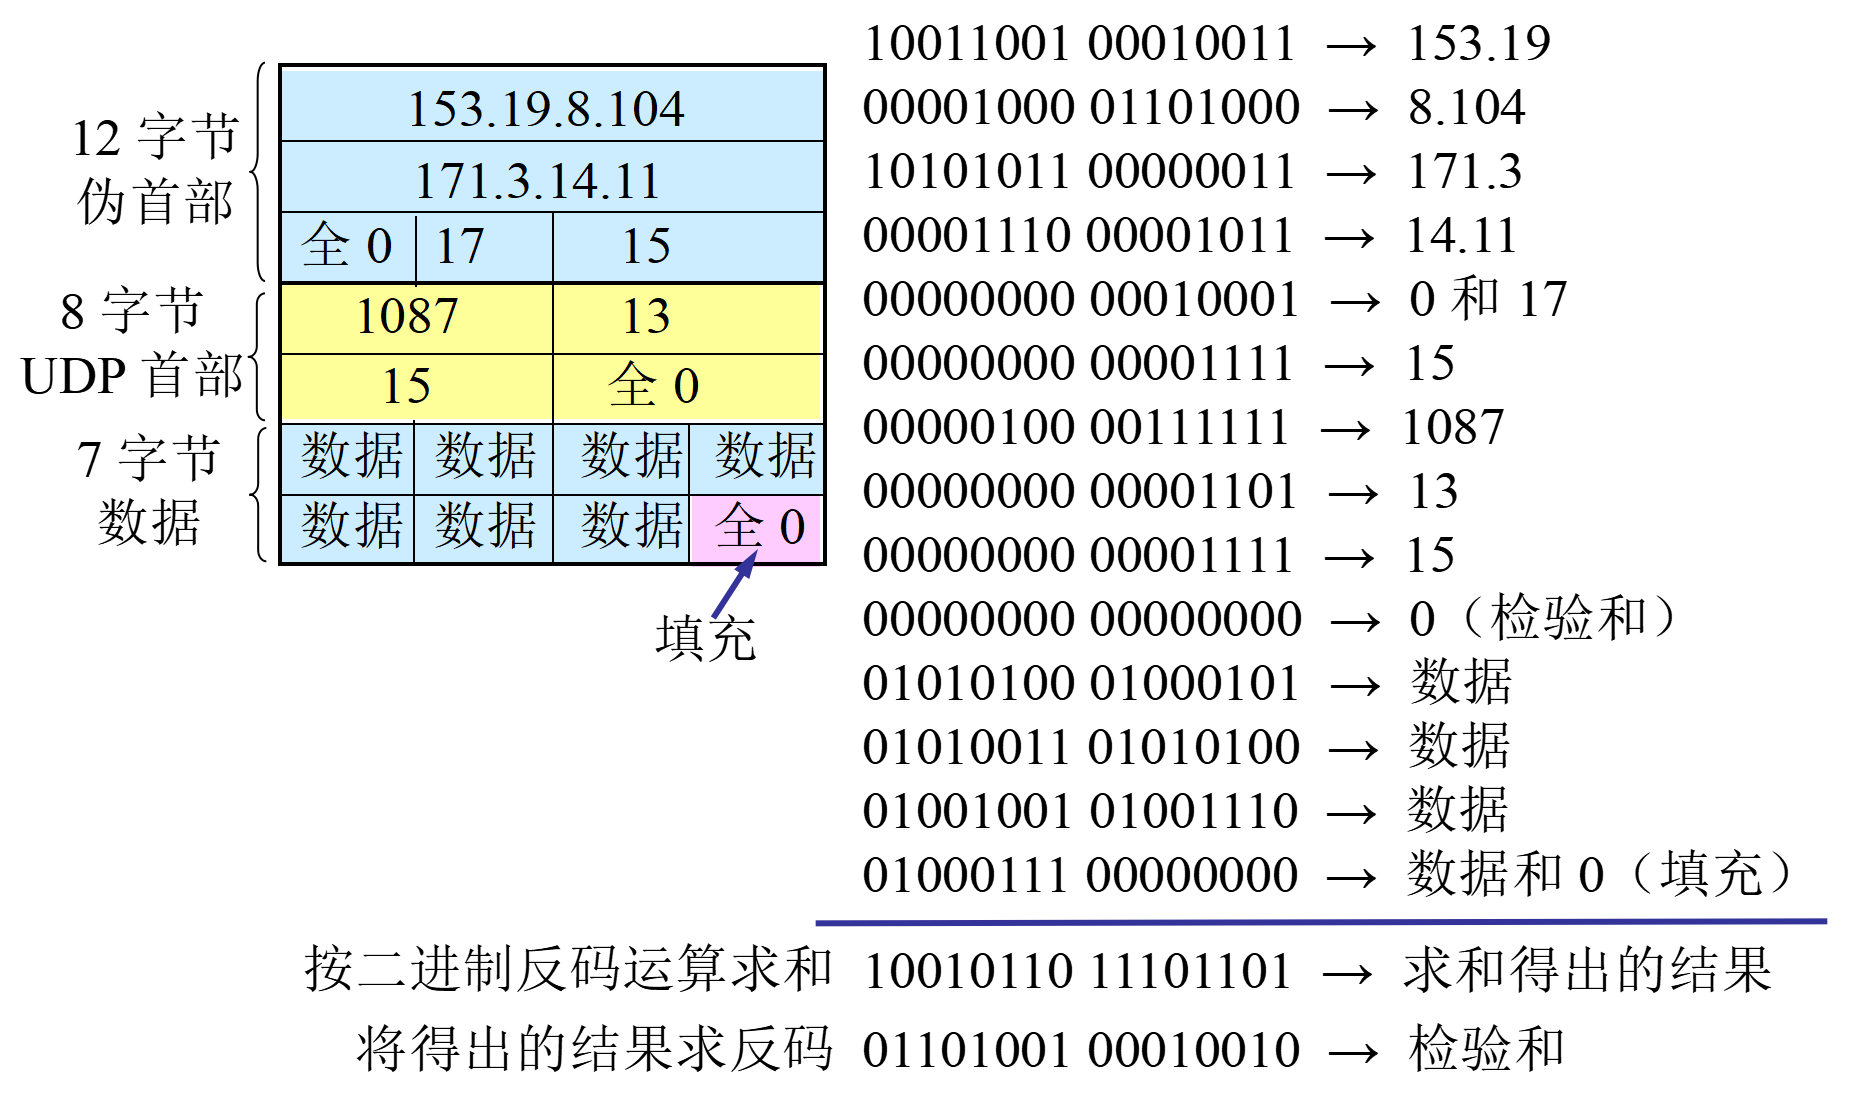 12 字节
伪首部
8 字节
UDP 首部
7 字节
数据
153.19.8.104
171.3.14.11
全 0 17 15
1087 13
15 全 0
数据 数据 数据 数据
数据 数据 数据 全 0
填充
10011001 00010011 → 153.19
00001000 01101000 → 8.104
10101011 00000011 → 171.3
00001110 00001011 → 14.11
00000000 00010001 → 0 和 17
00000000 00001111 → 15
00000100 00111111 → 1087
00000000 00001101 → 13
00000000 00001111 → 15
00000000 00000000 → 0（检验和）
01010100 01000101 → 数据
01010011 01010100 → 数据
01001001 01001110 → 数据
01000111 00000000 → 数据和 0（填充）
按二进制反码运算求和 10010110 11101101 → 求和得出的结果
将得出的结果求反码 01101001 00010010 → 检验和